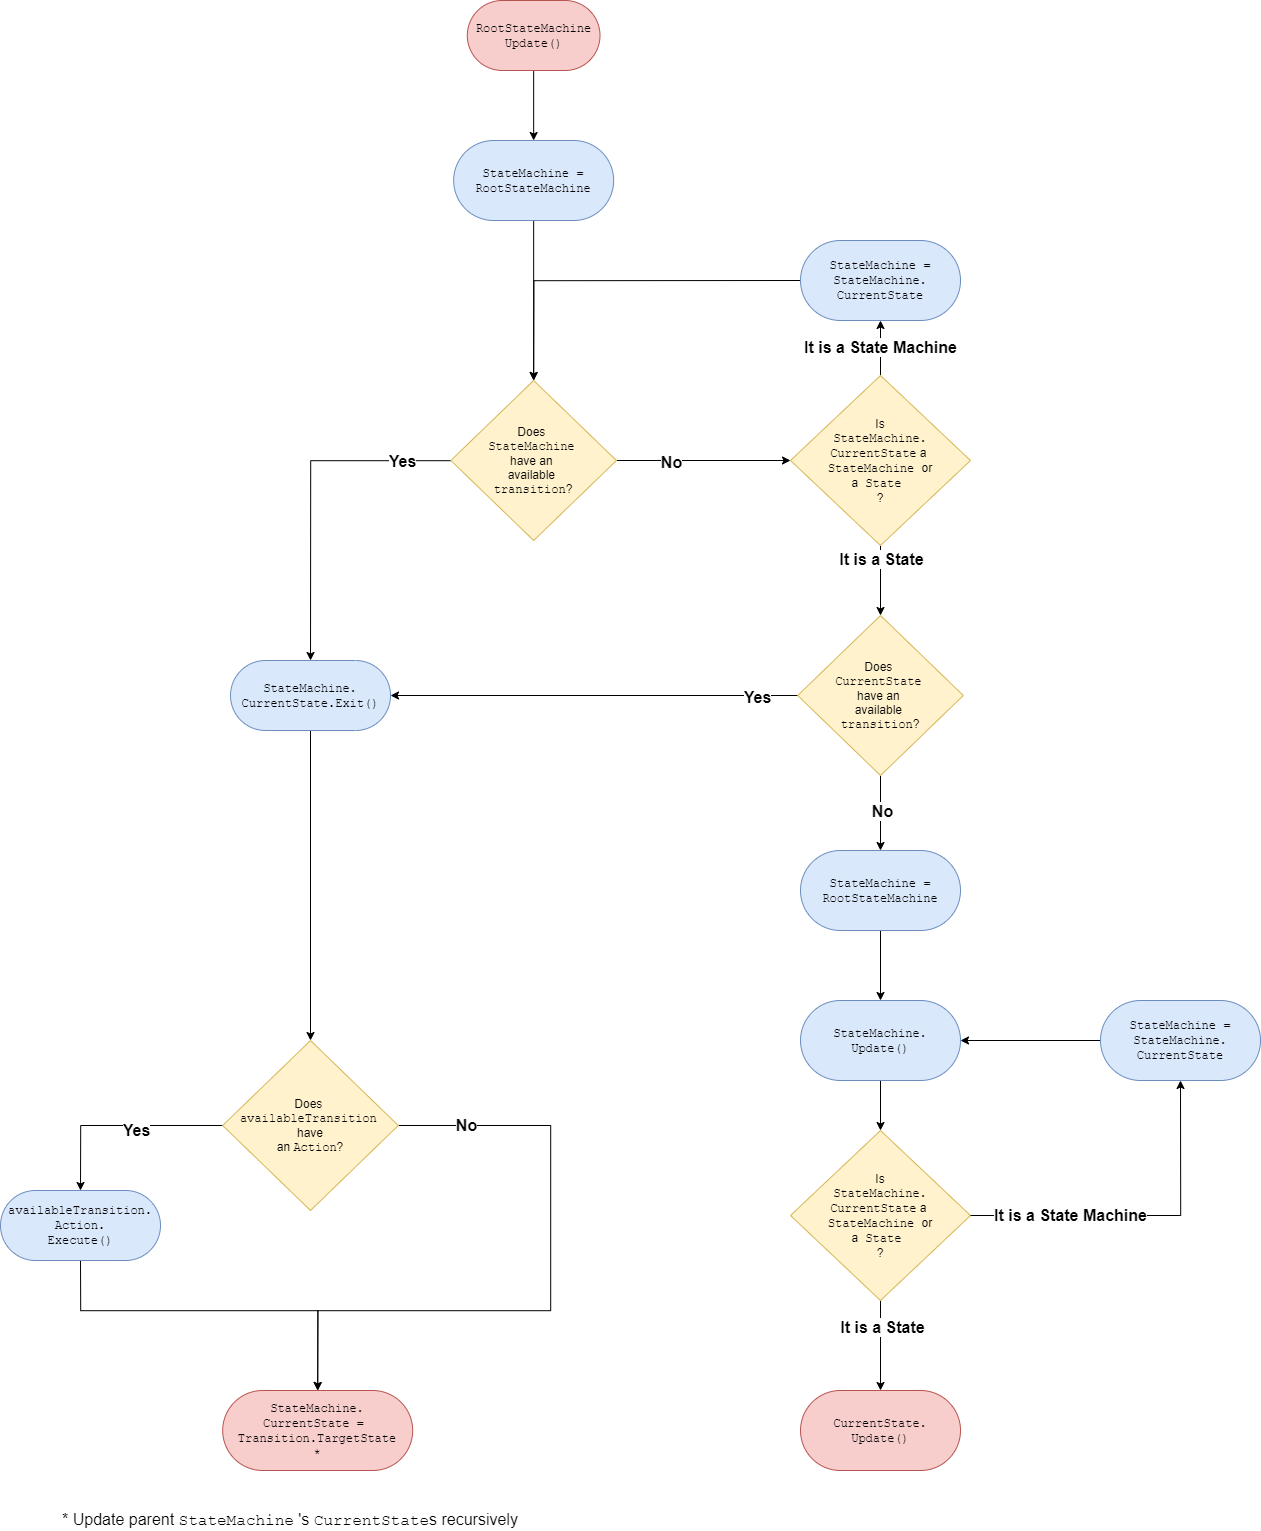 RootStateMachine
Update()
StateMachine =
RootStateMachine
StateMachine =
StateMachine.
CurrentState
It is a State Machine
Does
StateMachine
have an
available
transition?
Yes
No
Is
StateMachine.
CurrentState a
StateMachine or
a State
?
It is a State
StateMachine.
CurrentState.Exit()
Yes
Does
CurrentState
have an
available
transition?
No
StateMachine =
RootStateMachine
StateMachine.
Update()
StateMachine =
StateMachine.
CurrentState
Does
availableTransition
have
an Action?
Yes
No
availableTransition.
Action.
Execute()
Is
StateMachine.
CurrentState a
StateMachine or
a State
?
It is a State Machine
It is a State
StateMachine.
CurrentState =
Transition.TargetState
*
CurrentState.
Update()
* Update parent StateMachine 's CurrentStates recursively